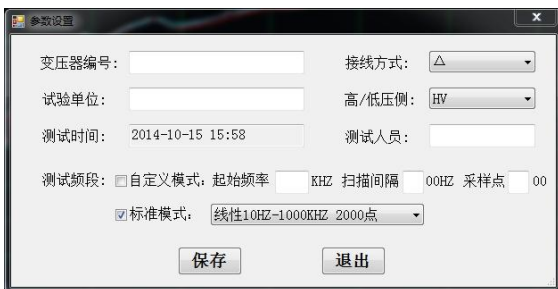 参数设置 x
变压器编号: 接线方式: △
试验单位: 高/低压侧: HV
测试时间: 2014-10-15 15:58 测试人员:
测试频段: 自定义模式: 起始频率 KHZ 扫描间隔 00HZ 采样点 00
标准模式: 线性10HZ-1000KHZ 2000点
保存 退出